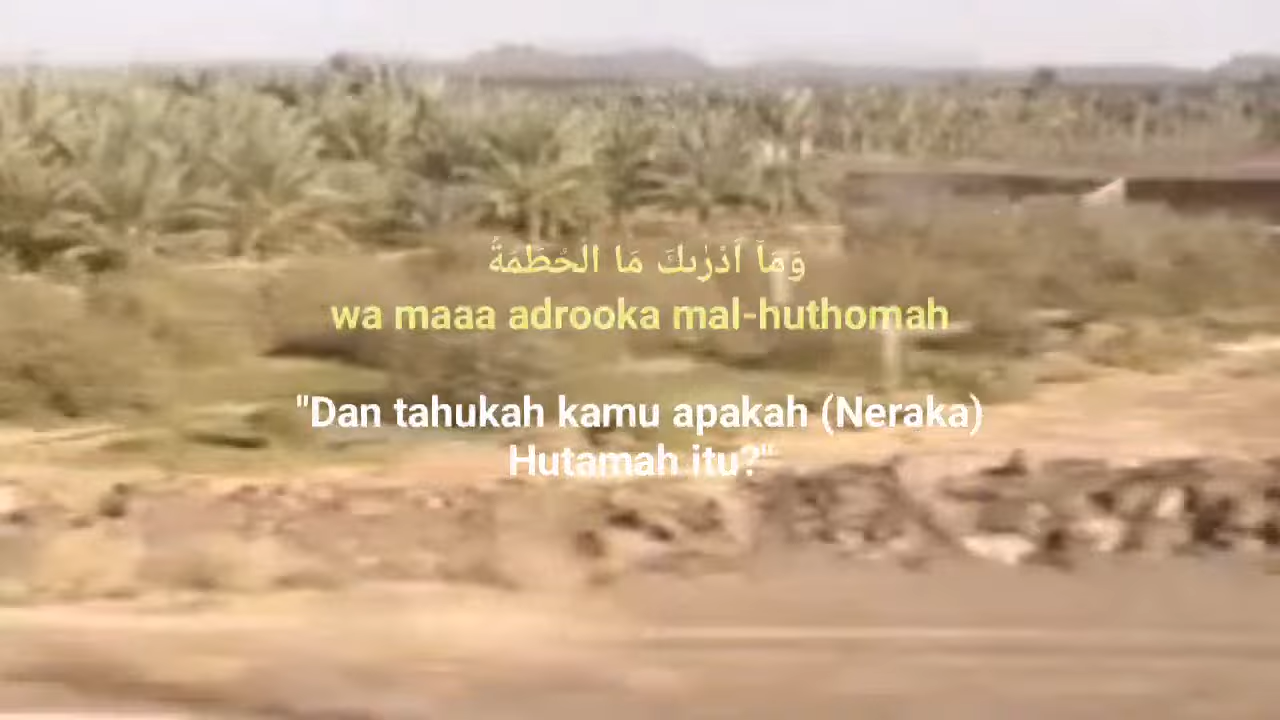 وَمَآ اَدْرٰىكَ مَا الْحُطَمَةُ
wa maaa adrooka mal-huthomah
"Dan tahukah kamu apakah (Neraka)
Hutamah itu?"